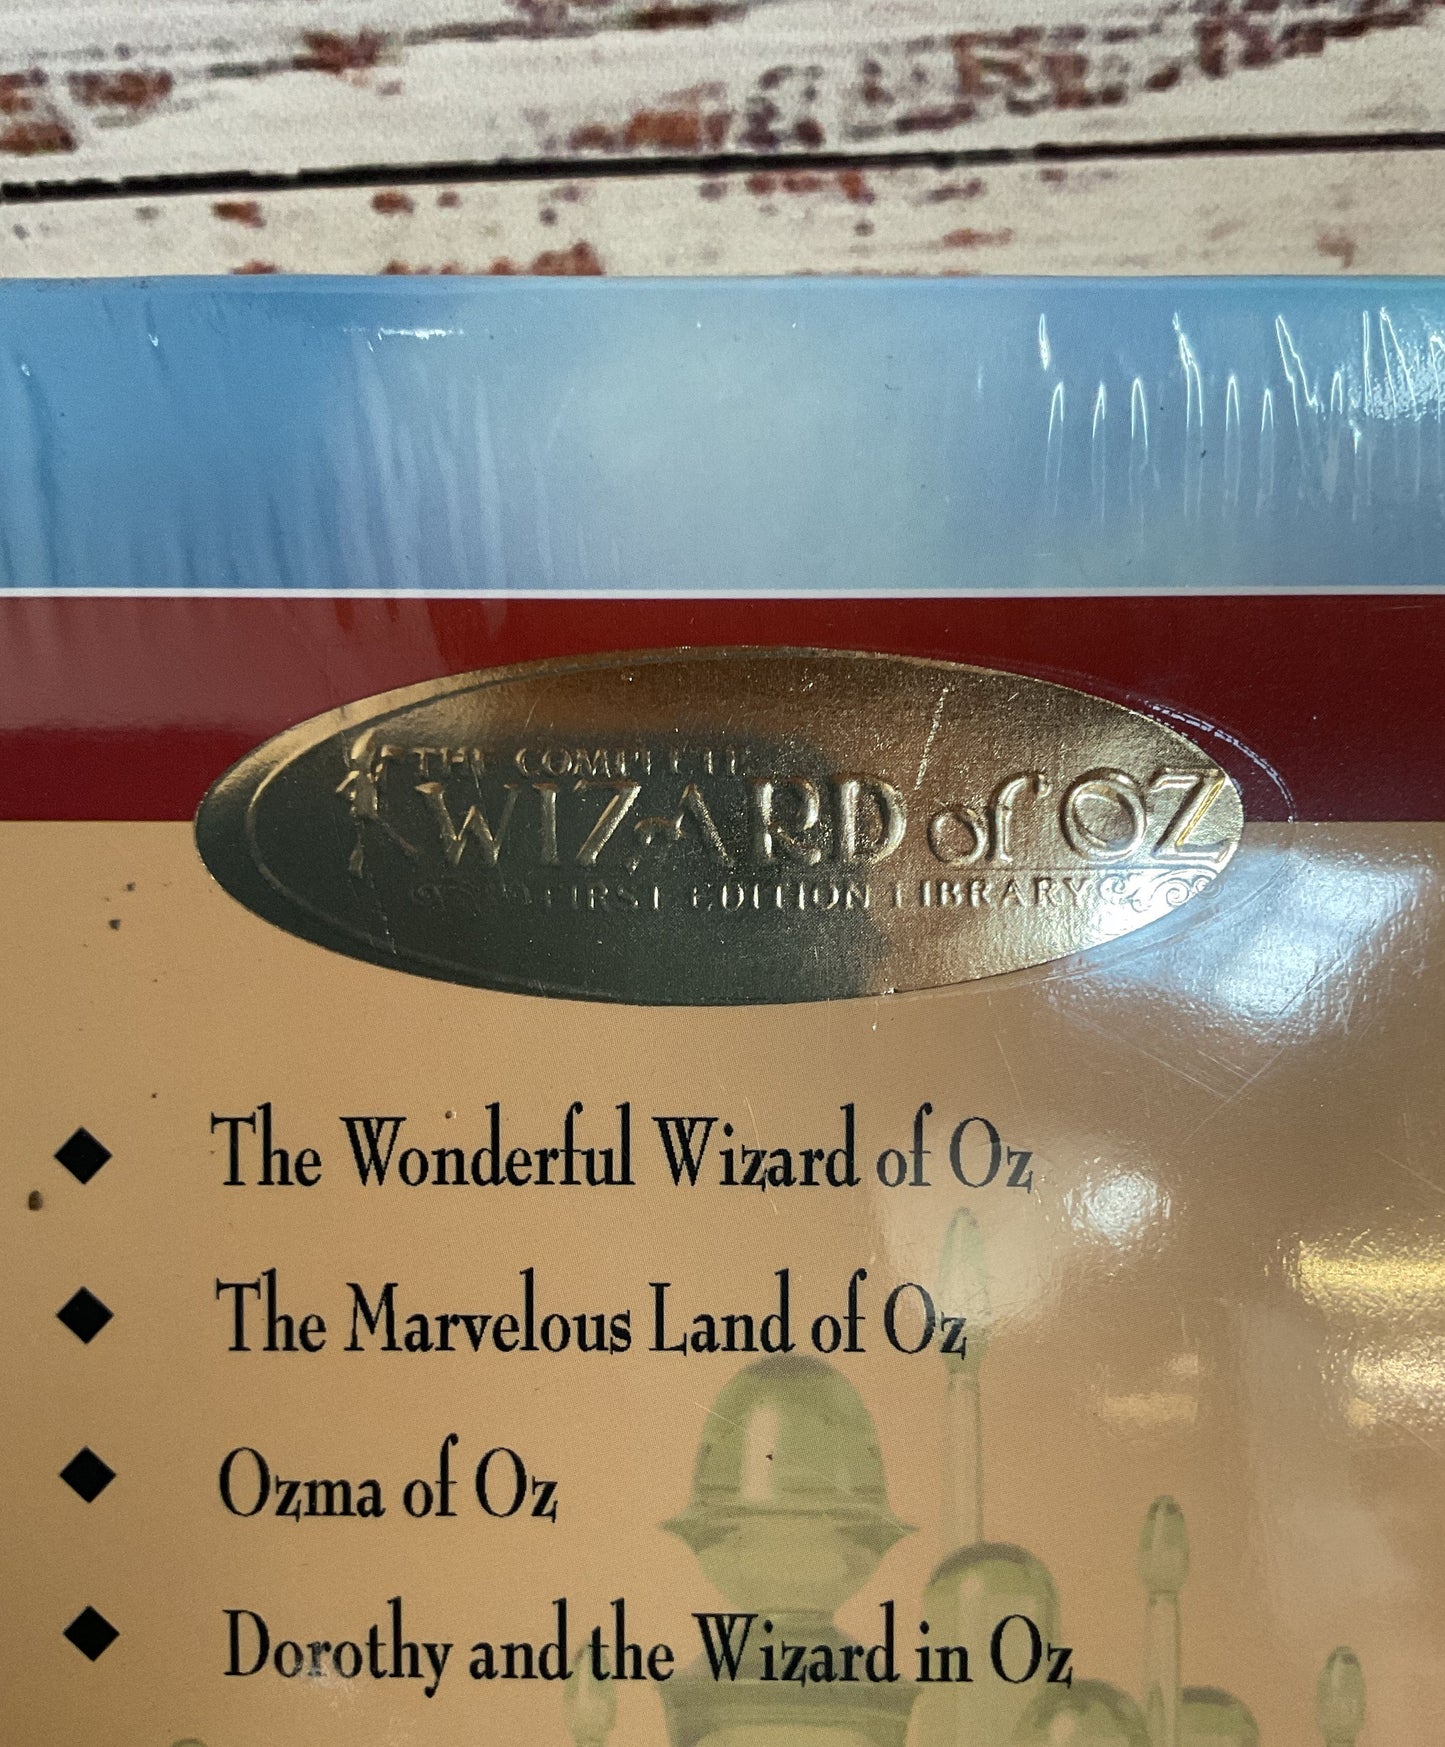 THE COMPLETE
WIZARD of OZ
FIRST EDITION LIBRARY
◆ The Wonderful Wizard of Oz
◆ The Marvelous Land of Oz
◆ Ozma of Oz
◆ Dorothy and the Wizard in Oz